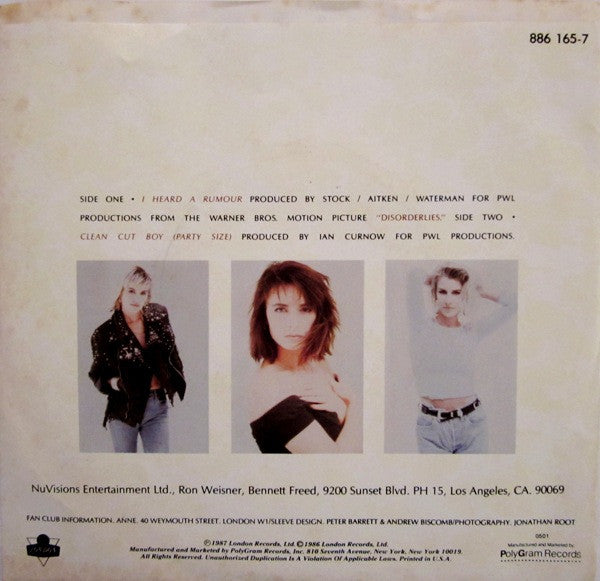 886 165-7
SIDE ONE • I HEARD A RUMOUR PRODUCED BY STOCK / AITKEN / WATERMAN FOR PWL
PRODUCTIONS FROM THE WARNER BROS. MOTION PICTURE "DISORDERLIES." SIDE TWO •
CLEAN CUT BOY (PARTY SIZE) PRODUCED BY IAN CURNOW FOR PWL PRODUCTIONS.
NuVisions Entertainment Ltd., Ron Weisner, Bennett Freed, 9200 Sunset Blvd. PH 15, Los Angeles, CA. 90069
FAN CLUB INFORMATION. ANNE. 40 WEYMOUTH STREET. LONDON W1/SLEEVE DESIGN. PETER BARRETT & ANDREW BISCOMB/PHOTOGRAPHY. JONATHAN ROOT
LONDON
℗1987 London Records, Ltd. ©1986 London Records, Ltd.
Manufactured and Marketed by PolyGram Records, Inc. 810 Seventh Avenue, New York, New York 10019.
All Rights Reserved. Unauthorized Duplication Is A Violation Of Applicable Laws. Printed in U.S.A.
0601
Manufactured and Marketed by
PolyGram Records